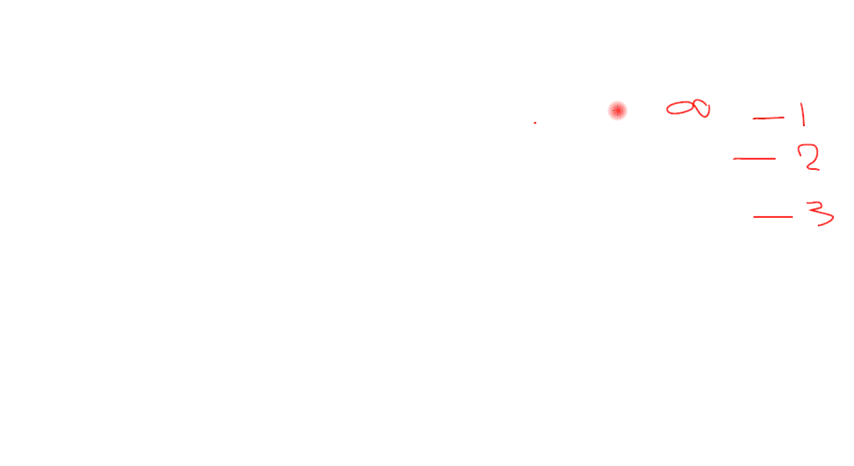 ∞ — 1
— 2
— 3